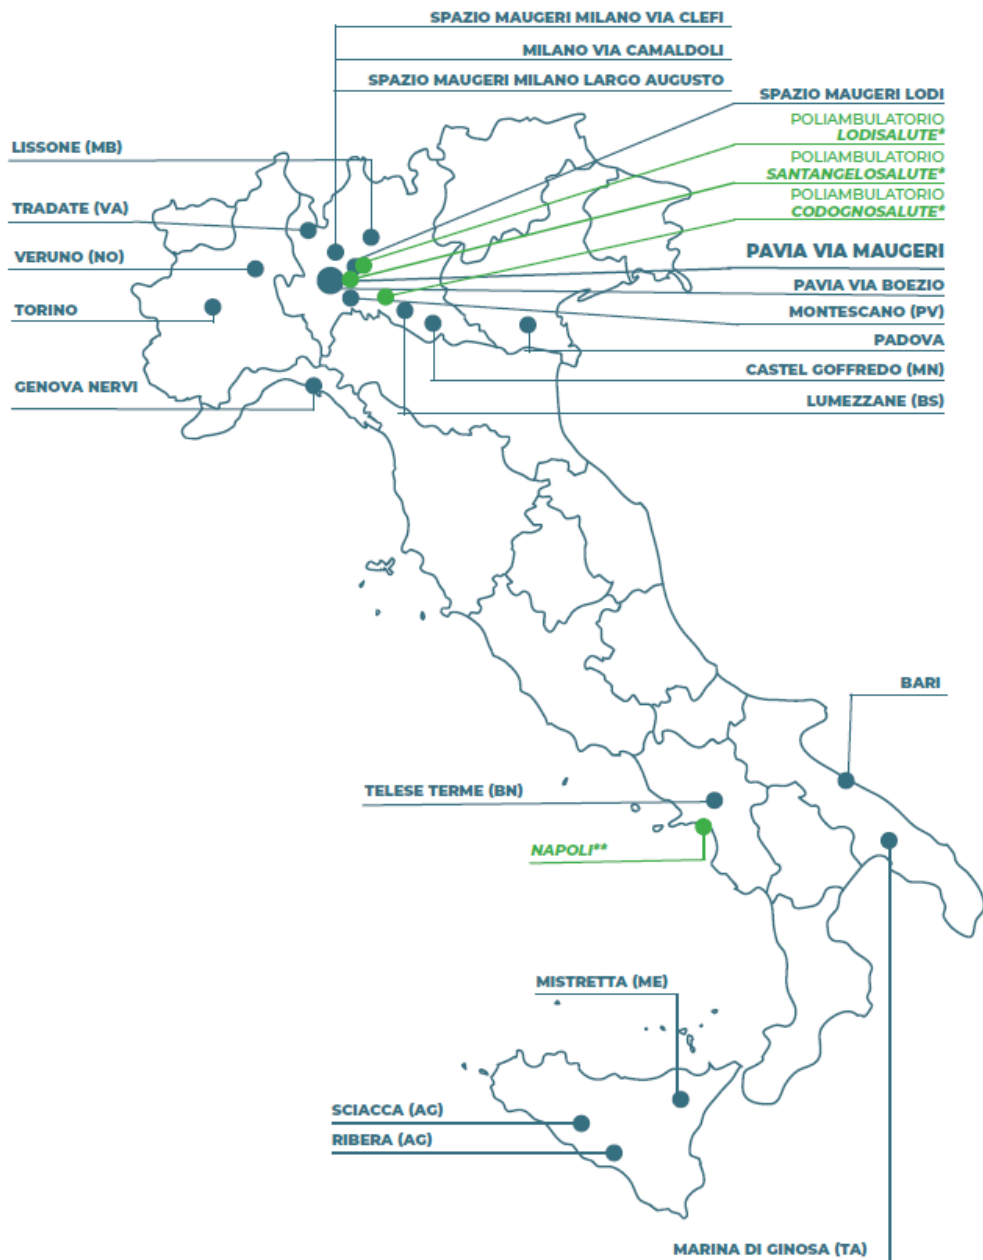 SPAZIO MAUGERI MILANO VIA CLEFI
MILANO VIA CAMALDOLI
SPAZIO MAUGERI MILANO LARGO AUGUSTO
SPAZIO MAUGERI LODI
POLIAMBULATORIO
LODISALUTE*
POLIAMBULATORIO
SANTANGELOSALUTE*
POLIAMBULATORIO
CODOGNOSALUTE*
PAVIA VIA MAUGERI
PAVIA VIA BOEZIO
MONTESCANO (PV)
PADOVA
CASTEL GOFFREDO (MN)
LUMEZZANE (BS)
LISSONE (MB)
TRADATE (VA)
VERUNO (NO)
TORINO
GENOVA NERVI
BARI
TELESE TERME (BN)
NAPOLI**
MISTRETTA (ME)
SCIACCA (AG)
RIBERA (AG)
MARINA DI GINOSA (TA)